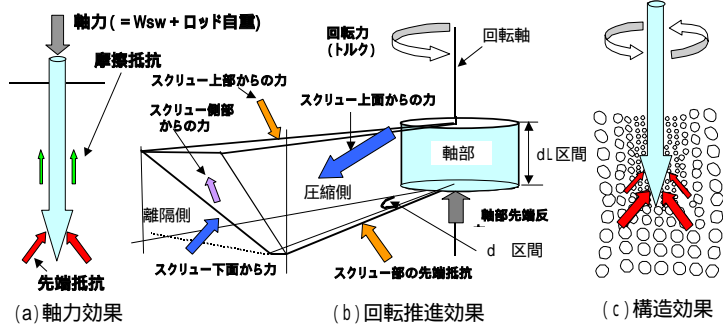 軸力(=Wsw+ロッド自重)
摩擦抵抗
先端抵抗
(a)軸力効果
回転力
(トルク)
回転軸
スクリュー上部からの力
スクリュー上面からの力
スクリュー側部
からの力
軸部
dL区間
圧縮側
離隔側
軸部先端反
d 区間
スクリュー下面から力
スクリュー部の先端抵抗
(b)回転推進効果
(c)構造効果